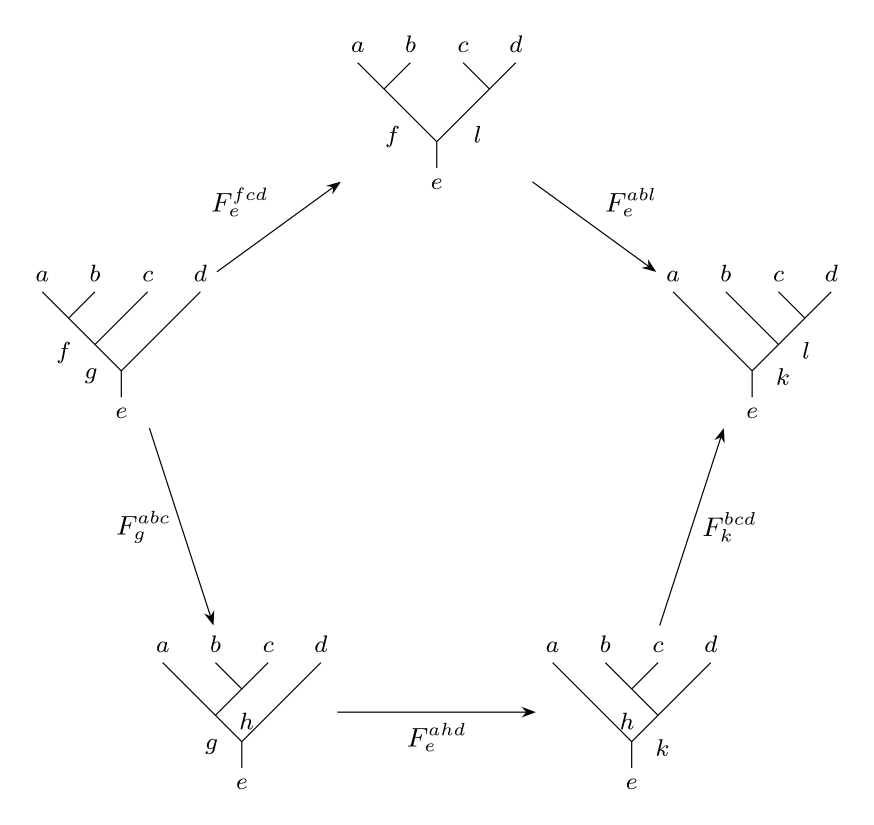 a b c d
f l
e
F_e^{fcd} F_e^{abl}
a b c d a b c d
f l
g k
e e
F_g^{abc} F_k^{bcd}
a b c d a b c d
h h
g k
e e
F_e^{ahd}